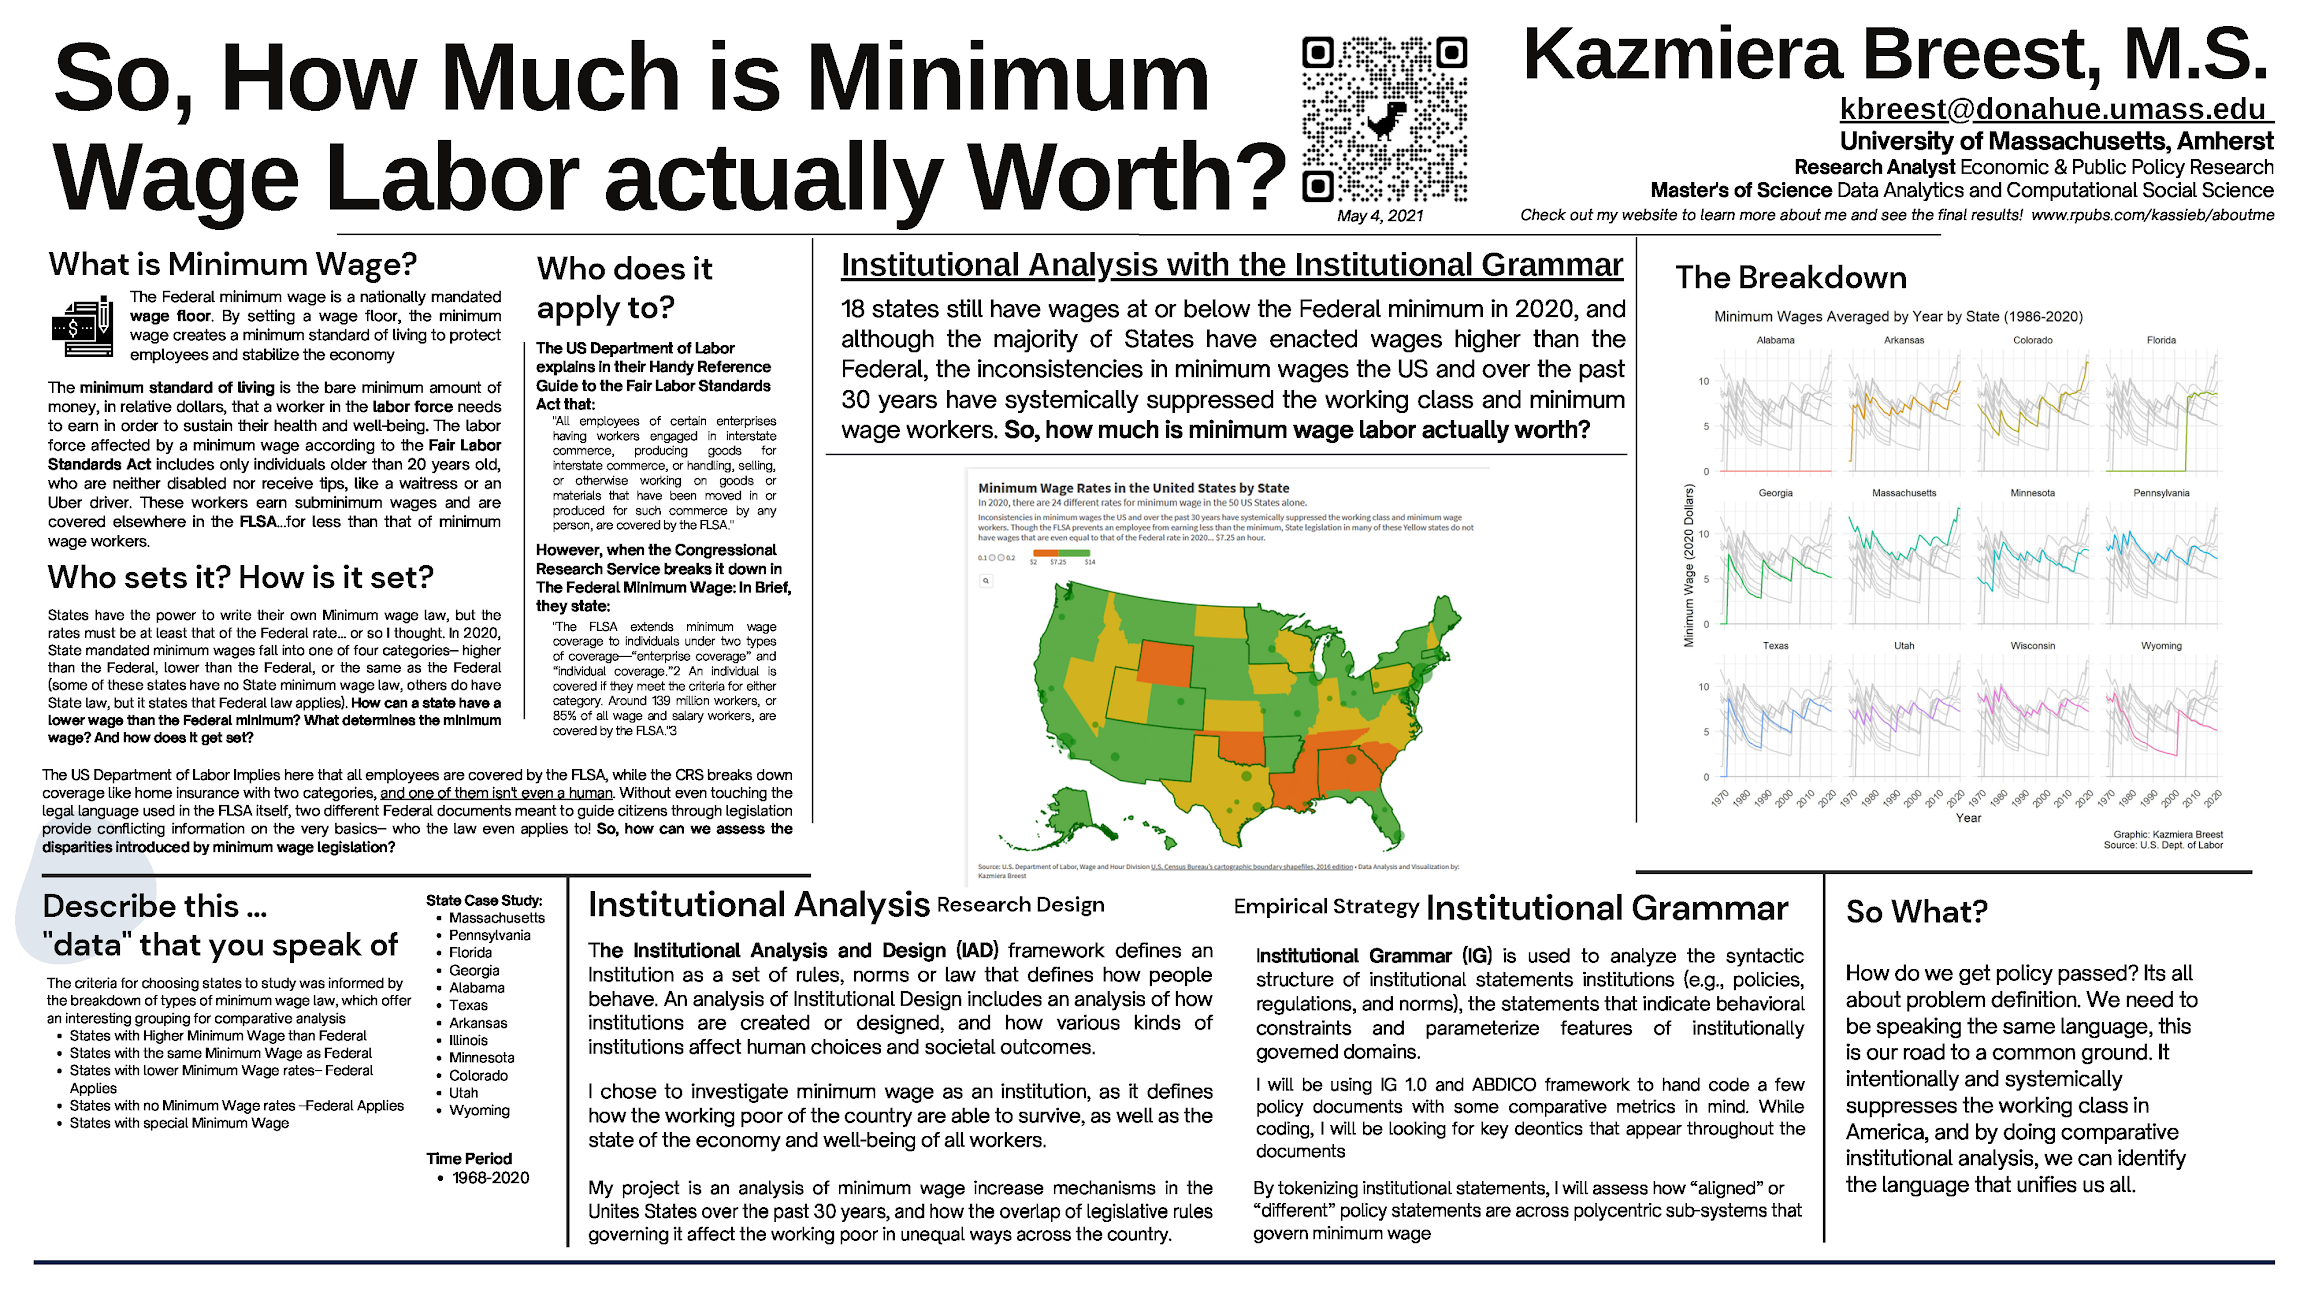 So, How Much is Minimum
Wage Labor actually Worth?
May 4, 2021
Kazmiera Breest, M.S.
kbreest@donahue.umass.edu
University of Massachusetts, Amherst
Research Analyst Economic & Public Policy Research
Master's of Science Data Analytics and Computational Social Science
Check out my website to learn more about me and see the final results! www.rpubs.com/kassieb/aboutme
What is Minimum Wage?
The Federal minimum wage is a nationally mandated
wage floor. By setting a wage floor, the minimum
wage creates a minimum standard of living to protect
employees and stabilize the economy
The minimum standard of living is the bare minimum amount of
money, in relative dollars, that a worker in the labor force needs
to earn in order to sustain their health and well-being. The labor
force affected by a minimum wage according to the Fair Labor
Standards Act includes only individuals older than 20 years old,
who are neither disabled nor receive tips, like a waitress or an
Uber driver. These workers earn subminimum wages and are
covered elsewhere in the FLSA...for less than that of minimum
wage workers.
Who sets it? How is it set?
States have the power to write their own Minimum wage law, but the
rates must be at least that of the Federal rate... or so I thought. In 2020,
State mandated minimum wages fall into one of four categories– higher
than the Federal, lower than the Federal, or the same as the Federal
(some of these states have no State minimum wage law, others do have
State law, but it states that Federal law applies). How can a state have a
lower wage than the Federal minimum? What determines the minimum
wage? And how does it get set?
Who does it
apply to?
The US Department of Labor
explains in their Handy Reference
Guide to the Fair Labor Standards
Act that:
"All employees of certain enterprises
having workers engaged in interstate
commerce, producing goods for
interstate commerce, or handling, selling,
or otherwise working on goods or
materials that have been moved in or
produced for such commerce by any
person, are covered by the FLSA."
However, when the Congressional
Research Service breaks it down in
The Federal Minimum Wage: In Brief,
they state:
"The FLSA extends minimum wage
coverage to individuals under two types
of coverage—“enterprise coverage” and
“individual coverage.”2 An individual is
covered if they meet the criteria for either
category. Around 139 million workers, or
85% of all wage and salary workers, are
covered by the FLSA."3
The US Department of Labor Implies here that all employees are covered by the FLSA, while the CRS breaks down
coverage like home insurance with two categories, and one of them isn't even a human. Without even touching the
legal language used in the FLSA itself, two different Federal documents meant to guide citizens through legislation
provide conflicting information on the very basics– who the law even applies to! So, how can we assess the
disparities introduced by minimum wage legislation?
Institutional Analysis with the Institutional Grammar
18 states still have wages at or below the Federal minimum in 2020, and
although the majority of States have enacted wages higher than the
Federal, the inconsistencies in minimum wages the US and over the past
30 years have systemically suppressed the working class and minimum
wage workers. So, how much is minimum wage labor actually worth?
Minimum Wage Rates in the United States by State
In 2020, there are 24 different rates for minimum wage in the 50 US States alone.
Inconsistencies in minimum wages the US and over the past 30 years have systemically suppressed the working class and minimum wage
workers. Though the FLSA prevents an employee from earning less than the minimum, State legislation in many of these Yellow states do not
have wages that are even equal to that of the Federal rate in 2020... $7.25 an hour.
0.1 0.2
$2 $7.25 $14
Source: U.S. Department of Labor, Wage and Hour Division U.S. Census Bureau's cartographic boundary shapefiles, 2016 edition • Data Analysis and Visualization by:
Kazmiera Breest
The Breakdown
Minimum Wages Averaged by Year by State (1986-2020)
Alabama Arkansas Colorado Florida
10
5
0
Georgia Massachusetts Minnesota Pennsylvania
10
5
0
Texas Utah Wisconsin Wyoming
10
5
0
Minimum Wage (2020 Dollars)
1970 1980 1990 2000 2010 2020 1970 1980 1990 2000 2010 2020 1970 1980 1990 2000 2010 2020 1970 1980 1990 2000 2010 2020
Year
Graphic: Kazmiera Breest
Source: U.S. Dept. of Labor
Describe this ...
"data" that you speak of
The criteria for choosing states to study was informed by
the breakdown of types of minimum wage law, which offer
an interesting grouping for comparative analysis
• States with Higher Minimum Wage than Federal
• States with the same Minimum Wage as Federal
• States with lower Minimum Wage rates– Federal
Applies
• States with no Minimum Wage rates –Federal Applies
• States with special Minimum Wage
State Case Study:
• Massachusetts
• Pennsylvania
• Florida
• Georgia
• Alabama
• Texas
• Arkansas
• Illinois
• Minnesota
• Colorado
• Utah
• Wyoming
Time Period
• 1968-2020
Institutional Analysis Research Design
The Institutional Analysis and Design (IAD) framework defines an
Institution as a set of rules, norms or law that defines how people
behave. An analysis of Institutional Design includes an analysis of how
institutions are created or designed, and how various kinds of
institutions affect human choices and societal outcomes.
I chose to investigate minimum wage as an institution, as it defines
how the working poor of the country are able to survive, as well as the
state of the economy and well-being of all workers.
My project is an analysis of minimum wage increase mechanisms in the
Unites States over the past 30 years, and how the overlap of legislative rules
governing it affect the working poor in unequal ways across the country.
Empirical Strategy Institutional Grammar
Institutional Grammar (IG) is used to analyze the syntactic
structure of institutional statements institutions (e.g., policies,
regulations, and norms), the statements that indicate behavioral
constraints and parameterize features of institutionally
governed domains.
I will be using IG 1.0 and ABDICO framework to hand code a few
policy documents with some comparative metrics in mind. While
coding, I will be looking for key deontics that appear throughout the
documents
By tokenizing institutional statements, I will assess how “aligned” or
“different” policy statements are across polycentric sub-systems that
govern minimum wage
So What?
How do we get policy passed? Its all
about problem definition. We need to
be speaking the same language, this
is our road to a common ground. It
intentionally and systemically
suppresses the working class in
America, and by doing comparative
institutional analysis, we can identify
the language that unifies us all.